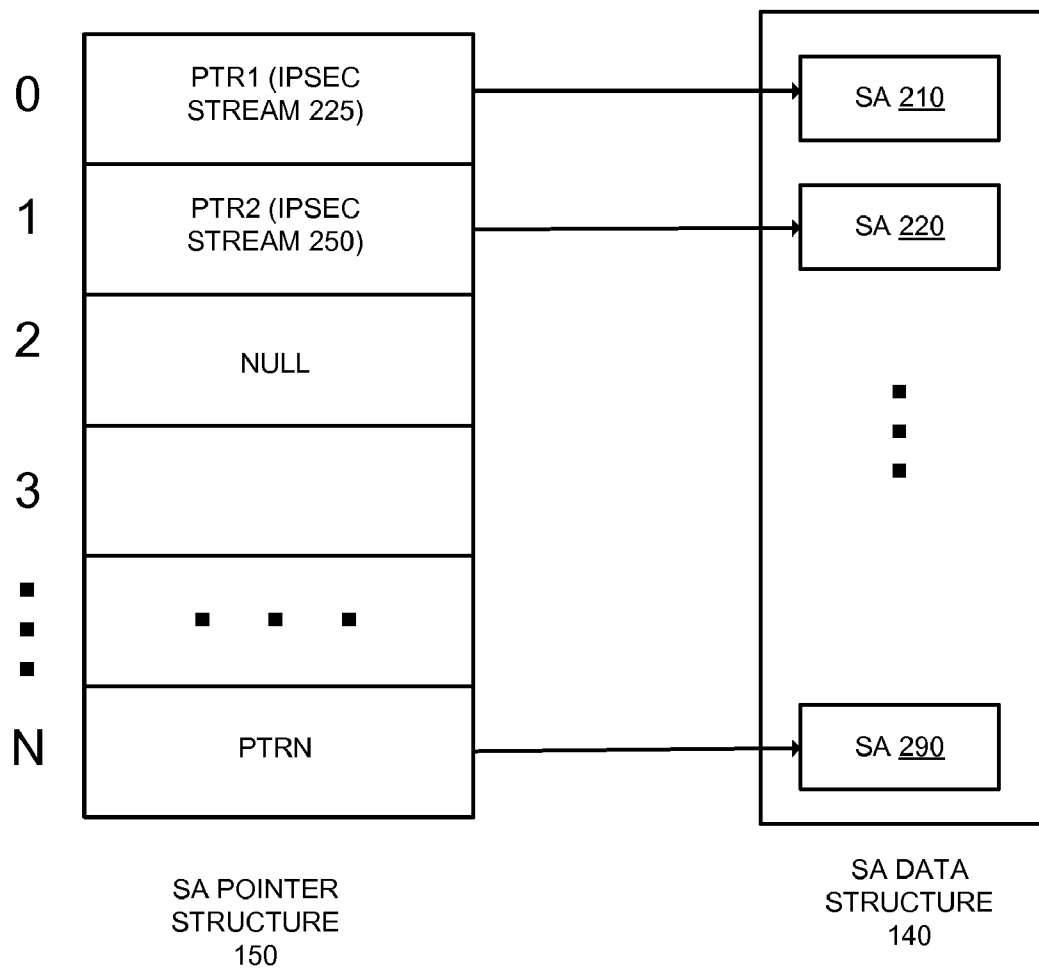 0
PTR1 (IPSEC
STREAM 225)
SA 210
1
PTR2 (IPSEC
STREAM 250)
SA 220
2
NULL
3
N
PTRN
SA 290
SA POINTER
STRUCTURE
150
SA DATA
STRUCTURE
140